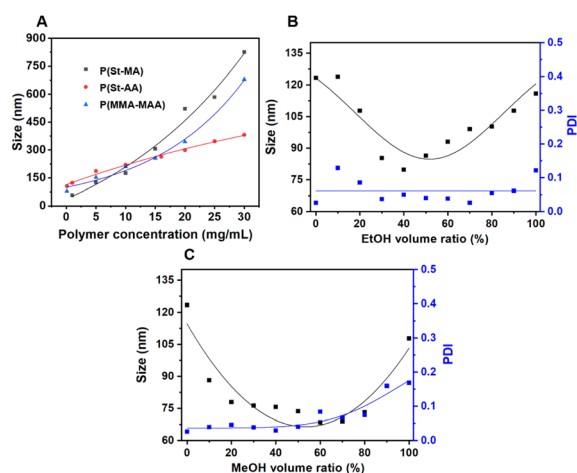 A
900
750
600
450
300
150
0
0 5 10 15 20 25 30
Size (nm)
Polymer concentration (mg/mL)
P(St-MA)
P(St-AA)
P(MMA-MAA)
B
135
120
105
90
75
60
0 20 40 60 80 100
Size (nm)
EtOH volume ratio (%)
0.5
0.4
0.3
0.2
0.1
0.0
PDI
C
135
120
105
90
75
60
0 20 40 60 80 100
Size (nm)
MeOH volume ratio (%)
0.5
0.4
0.3
0.2
0.1
0.0
PDI